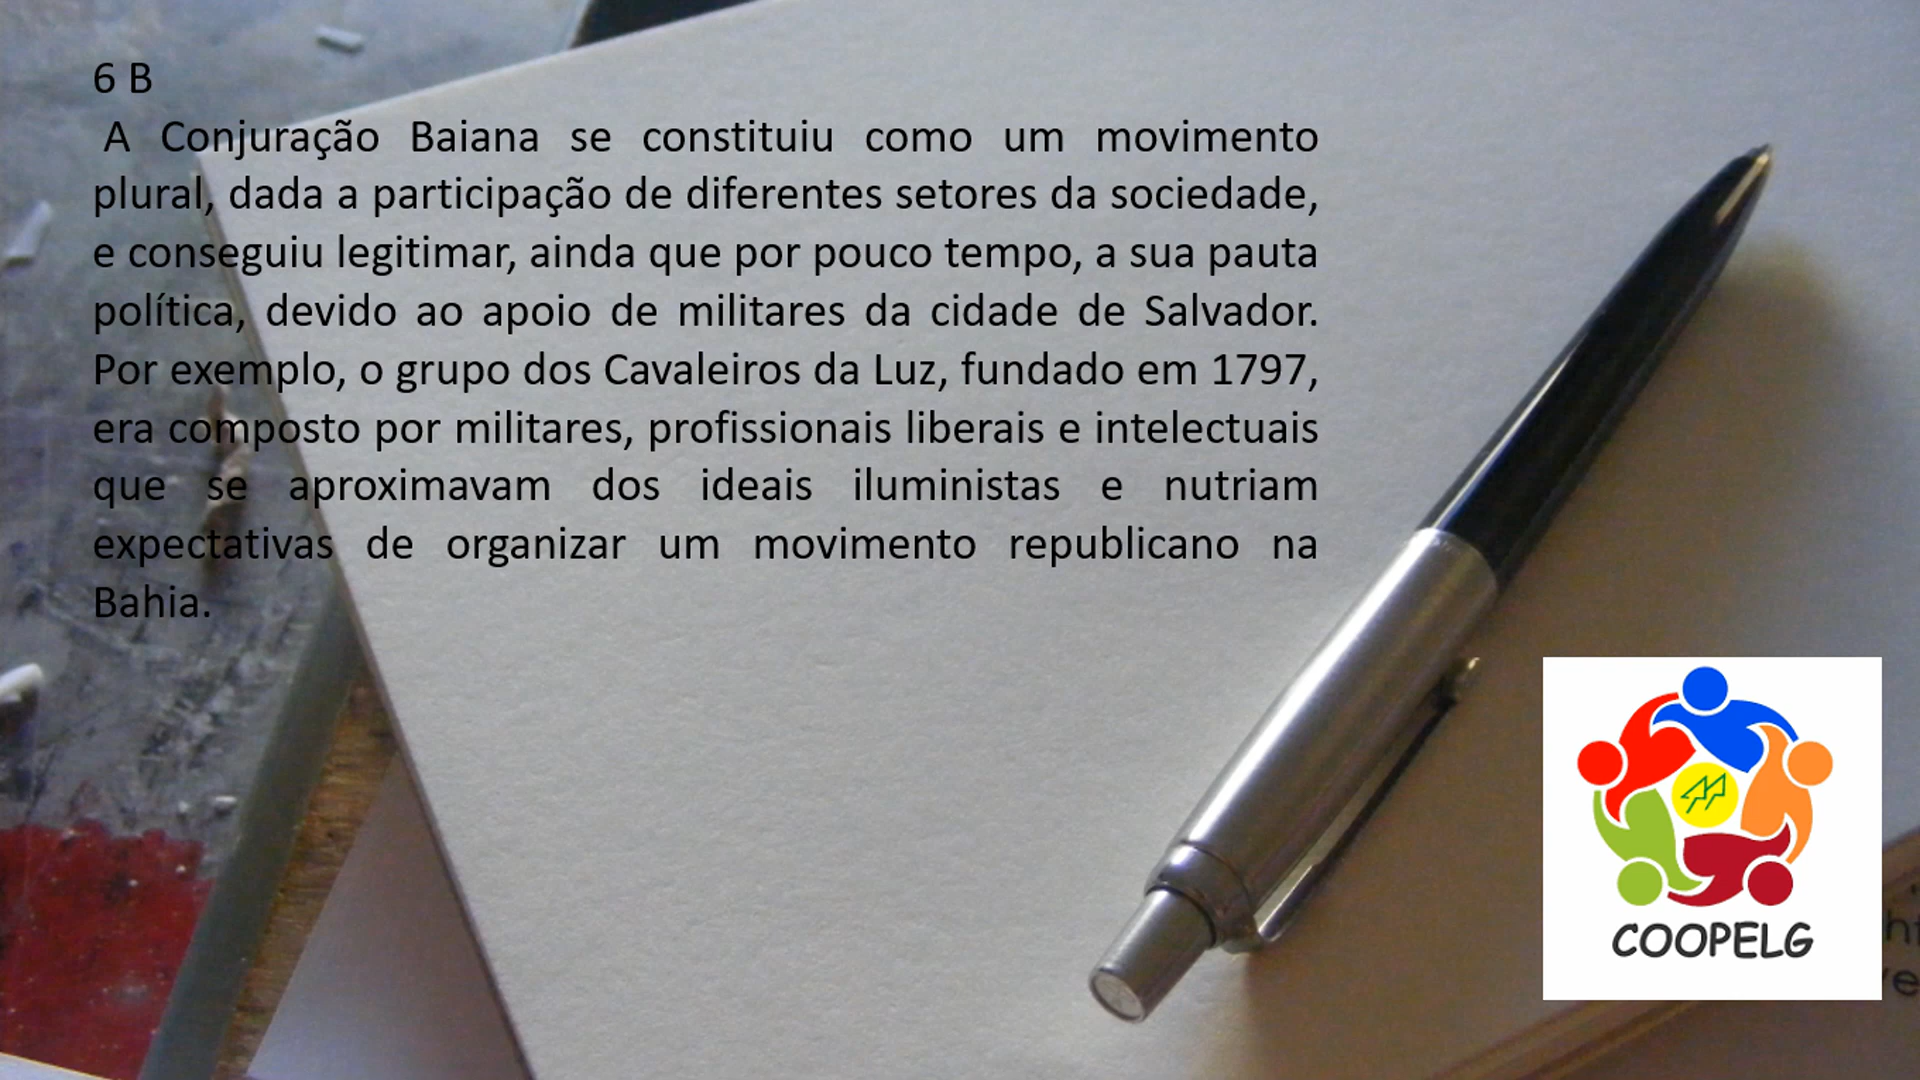 6 B
A Conjuração Baiana se constituiu como um movimento
plural, dada a participação de diferentes setores da sociedade,
e conseguiu legitimar, ainda que por pouco tempo, a sua pauta
política, devido ao apoio de militares da cidade de Salvador.
Por exemplo, o grupo dos Cavaleiros da Luz, fundado em 1797,
era composto por militares, profissionais liberais e intelectuais
que se aproximavam dos ideais iluministas e nutriam
expectativas de organizar um movimento republicano na
Bahia.
COOPELG